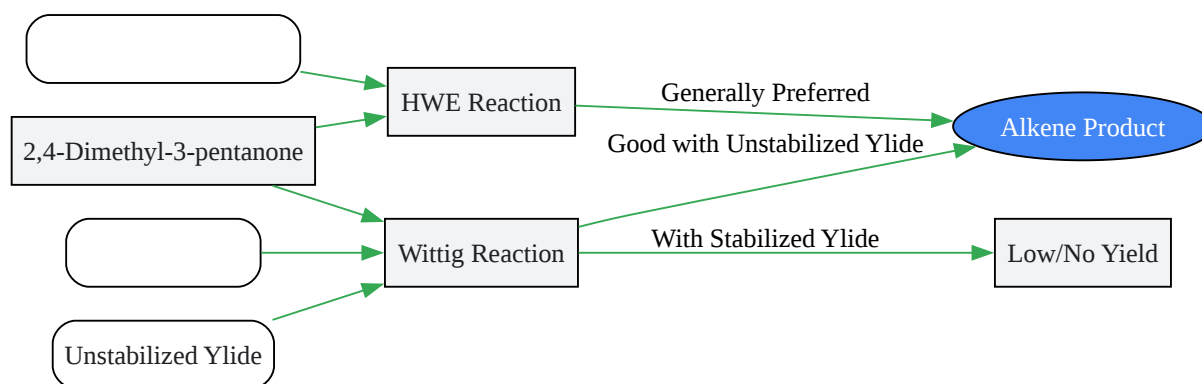 HWE Reaction
Generally Preferred
Alkene Product
2,4-Dimethyl-3-pentanone
Good with Unstabilized Ylide
Wittig Reaction
With Stabilized Ylide
Low/No Yield
Unstabilized Ylide